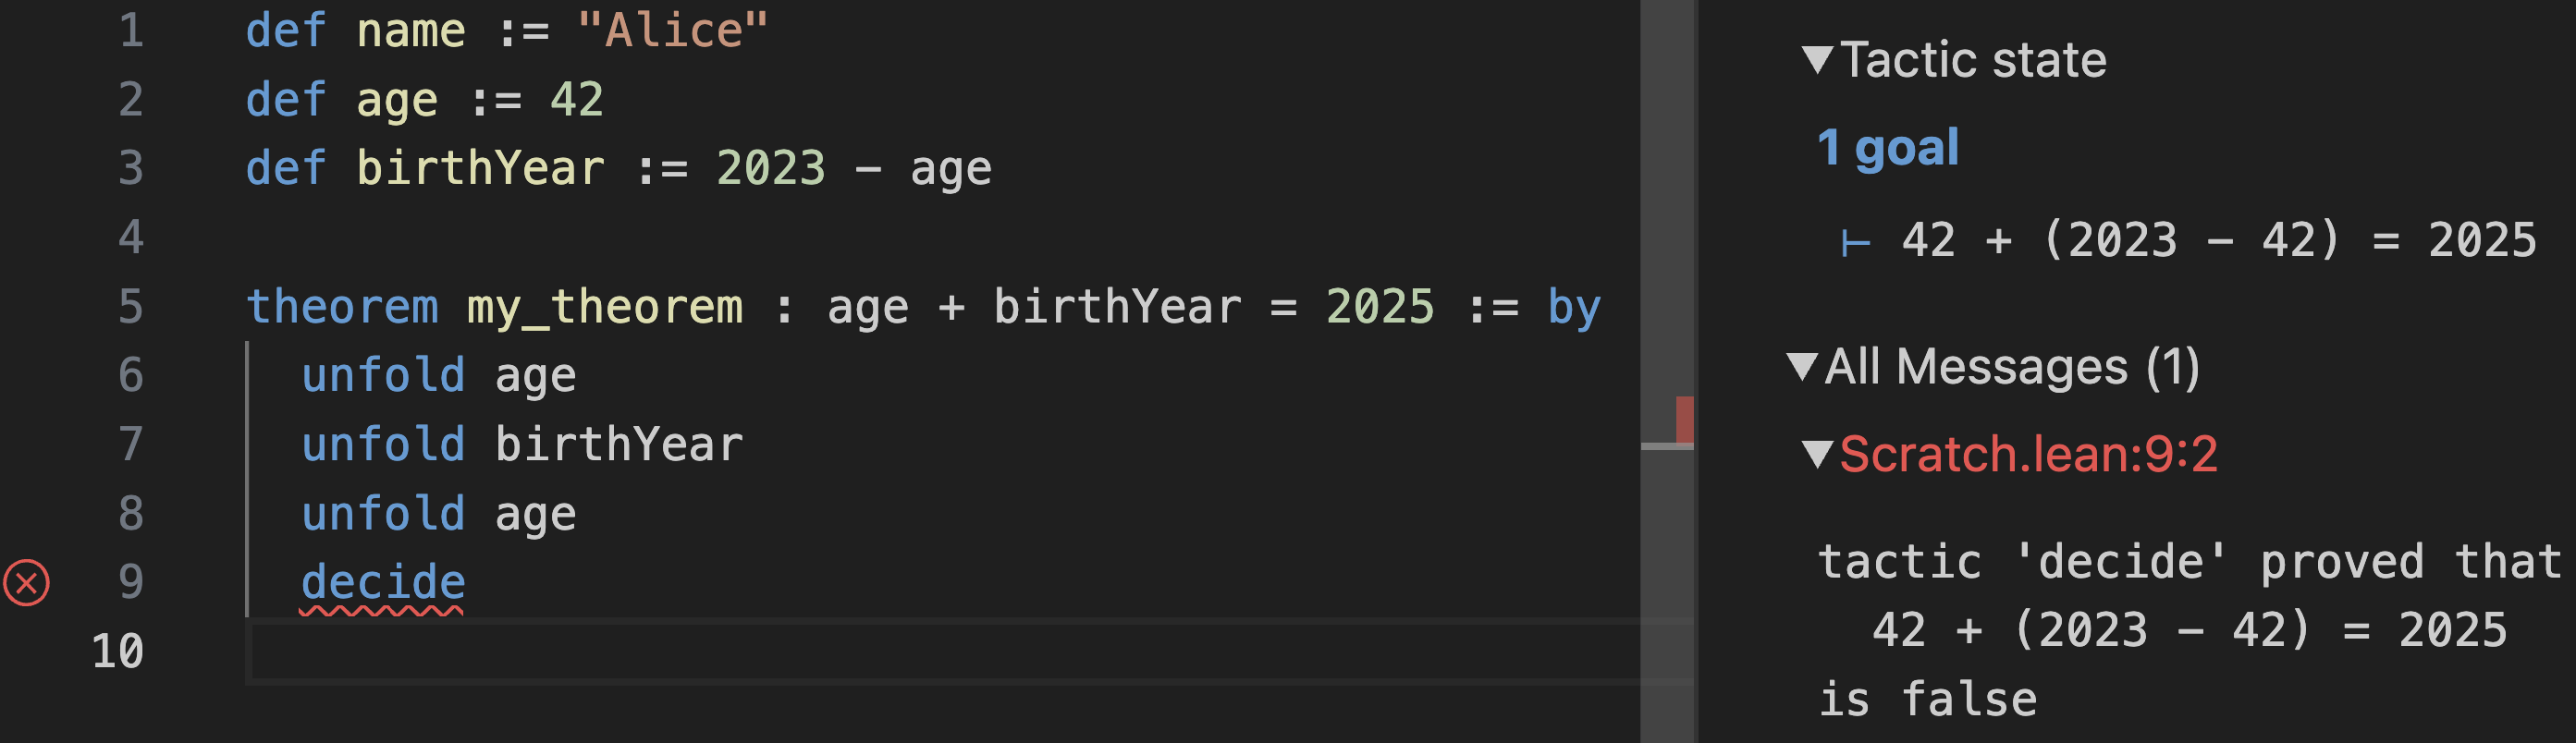 1 def name := "Alice"
2 def age := 42
3 def birthYear := 2023 - age
4
5 theorem my_theorem : age + birthYear = 2025 := by
6 unfold age
7 unfold birthYear
8 unfold age
9 decide
10
▼Tactic state
1 goal
⊢ 42 + (2023 - 42) = 2025
▼All Messages (1)
▼Scratch.lean:9:2
tactic 'decide' proved that
42 + (2023 - 42) = 2025
is false